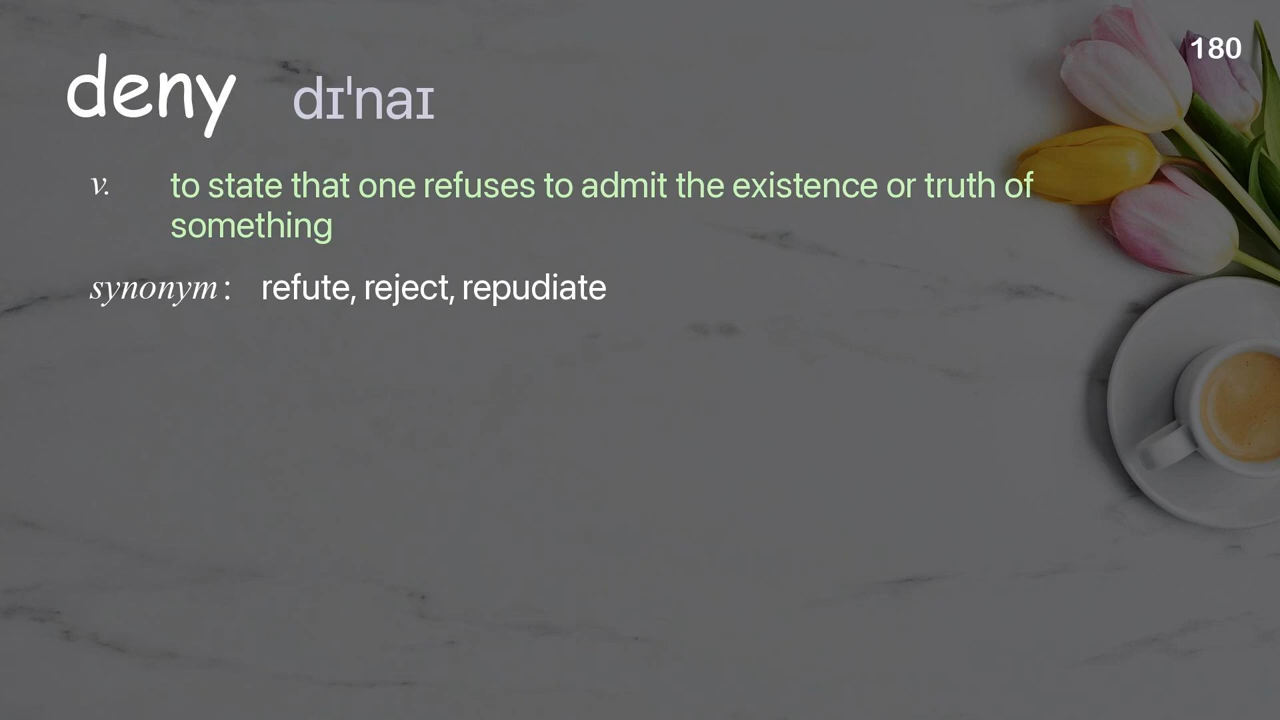 180
deny dɪˈnaɪ
v. to state that one refuses to admit the existence or truth of
something
synonym : refute, reject, repudiate